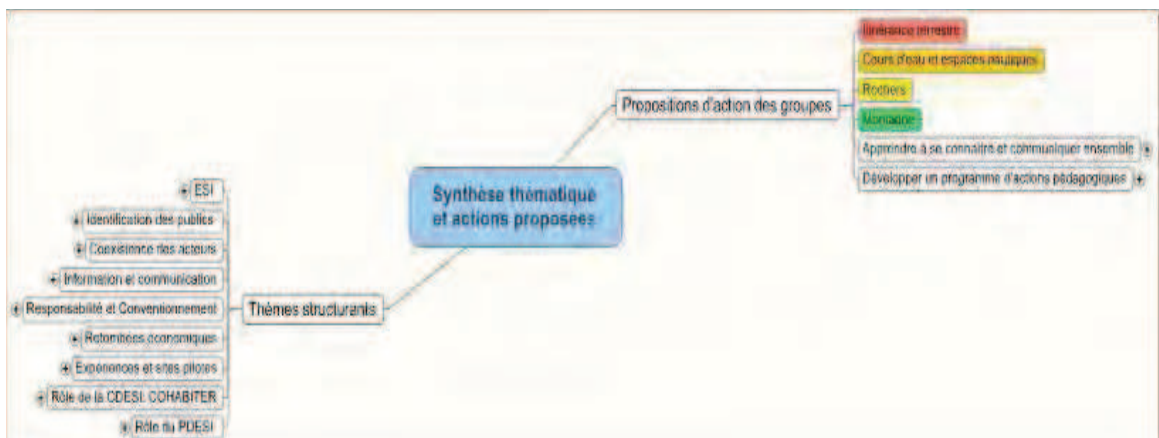 Itinérance terrestre
Cours d'eau et espaces nautiques
Rochers
Montagne
Apprendre à se connaître et communiquer ensemble
Développer un programme d'actions pédagogiques
Propositions d'action des groupes
Synthèse thématique
et actions proposées
Thèmes structurants
ESI
Identification des publics
Coexistence des acteurs
Information et communication
Responsabilité et Conventionnement
Retombées économiques
Expériences et sites pilotes
Rôle de la CDESI: COHABITER
Rôle du PDESI